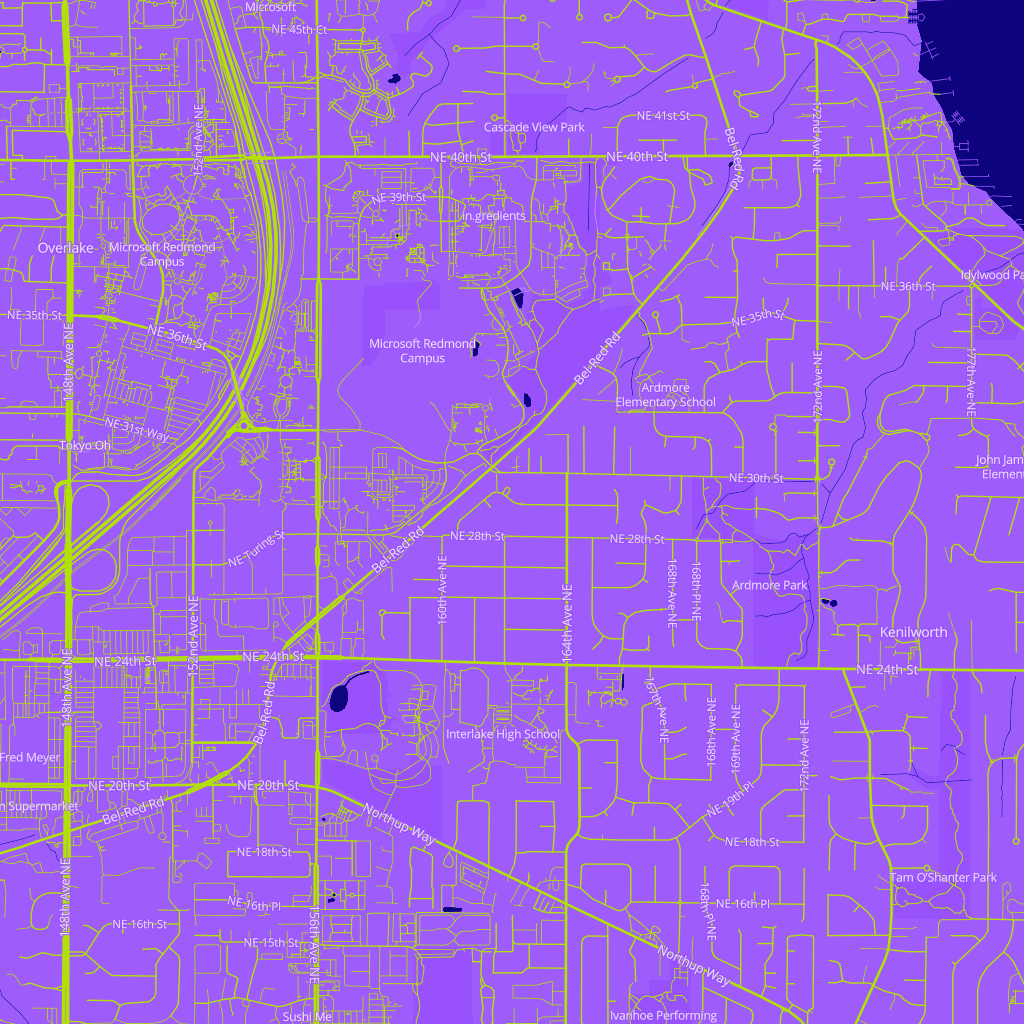 Microsoft
NE 45th Ct
Cascade View Park
NE 41st St
152nd Ave NE
Bel-Red Rd
172nd Ave NE
NE 40th St
NE 40th St
NE 39th St
in.gredients
Overlake
Microsoft Redmond
Campus
Idylwood Pa
NE 36th St
NE 35th St
NE 36th St
NE 35th St
148th Ave NE
Microsoft Redmond
Campus
Bel-Red Rd
172nd Ave NE
177th Ave NE
Ardmore
Elementary School
NE 31st Way
Tokyo Oh
John Jam
Element
NE 30th St
NE Turing St
Bel-Red Rd
NE 28th St
NE 28th St
160th Ave NE
168th Ave NE
168th Pl NE
Ardmore Park
152nd Ave NE
164th Ave NE
Kenilworth
NE 24th St
NE 24th St
NE 24th St
148th Ave NE
Bel-Red Rd
167th Ave NE
168th Ave NE
169th Ave NE
172nd Ave NE
Interlake High School
Fred Meyer
NE 20th St
NE 20th St
n Supermarket
Bel-Red Rd
Northup Way
NE 19th Pl
NE 18th St
NE 18th St
148th Ave NE
Tam O'Shanter Park
NE 16th Pl
NE 16th Pl
168th Pl NE
NE 16th St
NE 15th St
156th Ave NE
Northup Way
Sushi Me
Ivanhoe Performing